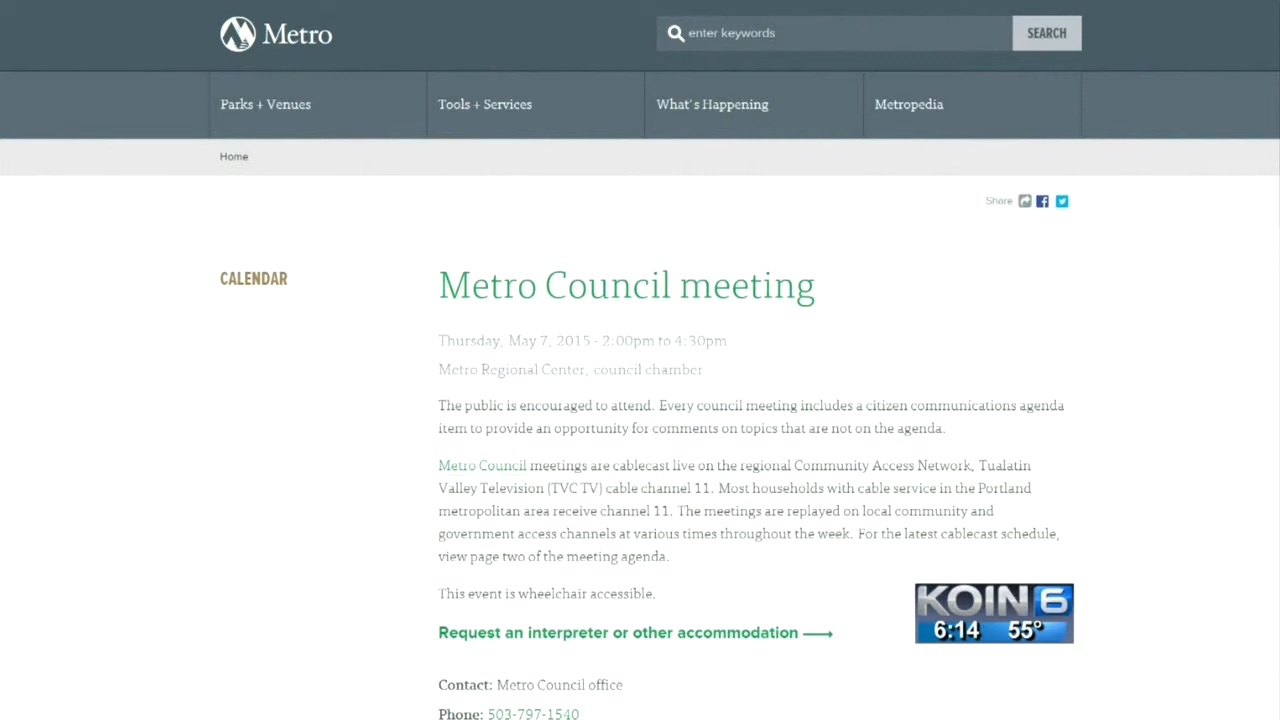 Metro
enter keywords
SEARCH
Parks + Venues
Tools + Services
What's Happening
Metropedia
Home
Share
CALENDAR
Metro Council meeting
Thursday, May 7, 2015 - 2:00pm to 4:30pm
Metro Regional Center, council chamber
The public is encouraged to attend. Every council meeting includes a citizen communications agenda
item to provide an opportunity for comments on topics that are not on the agenda.
Metro Council meetings are cablecast live on the regional Community Access Network, Tualatin
Valley Television (TVC TV) cable channel 11. Most households with cable service in the Portland
metropolitan area receive channel 11. The meetings are replayed on local community and
government access channels at various times throughout the week. For the latest cablecast schedule,
view page two of the meeting agenda.
This event is wheelchair accessible.
KOIN 6
6:14 55°
Request an interpreter or other accommodation
Contact: Metro Council office
Phone: 503-797-1540